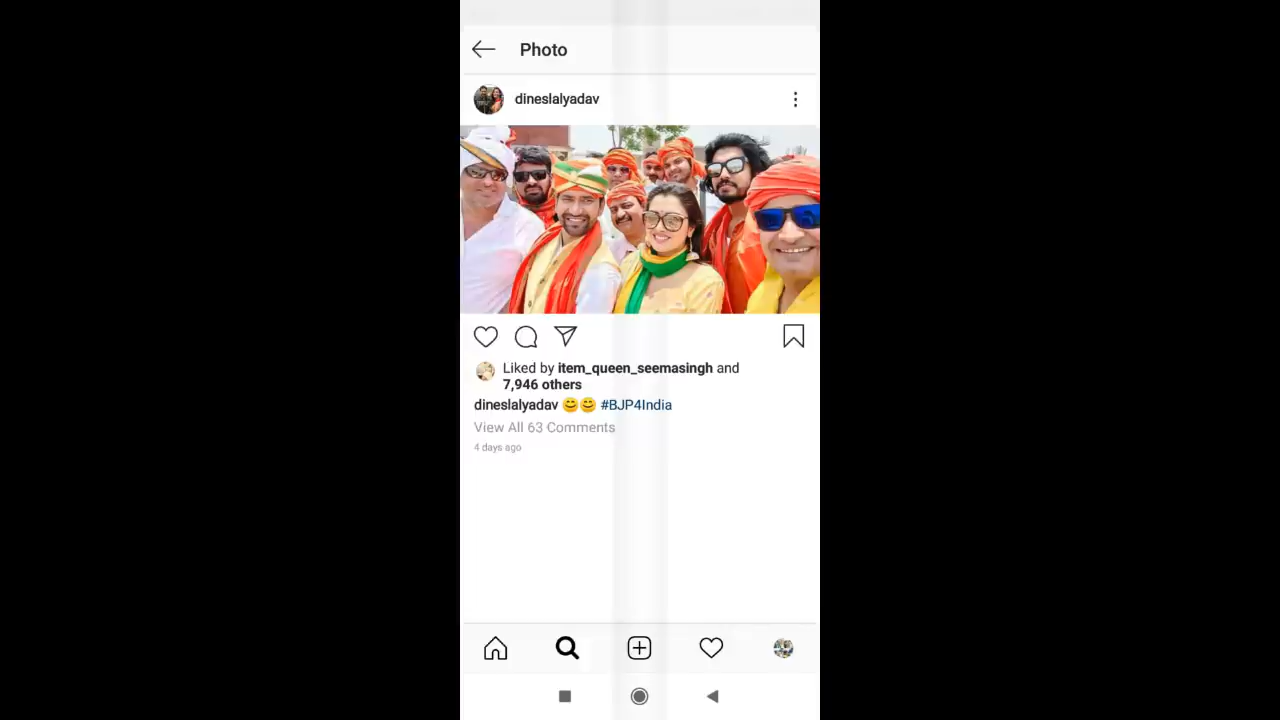 Photo
dineslalyadav
Liked by item_queen_seemasingh and
7,946 others
dineslalyadav 😊😊 #BJP4India
View All 63 Comments
4 days ago